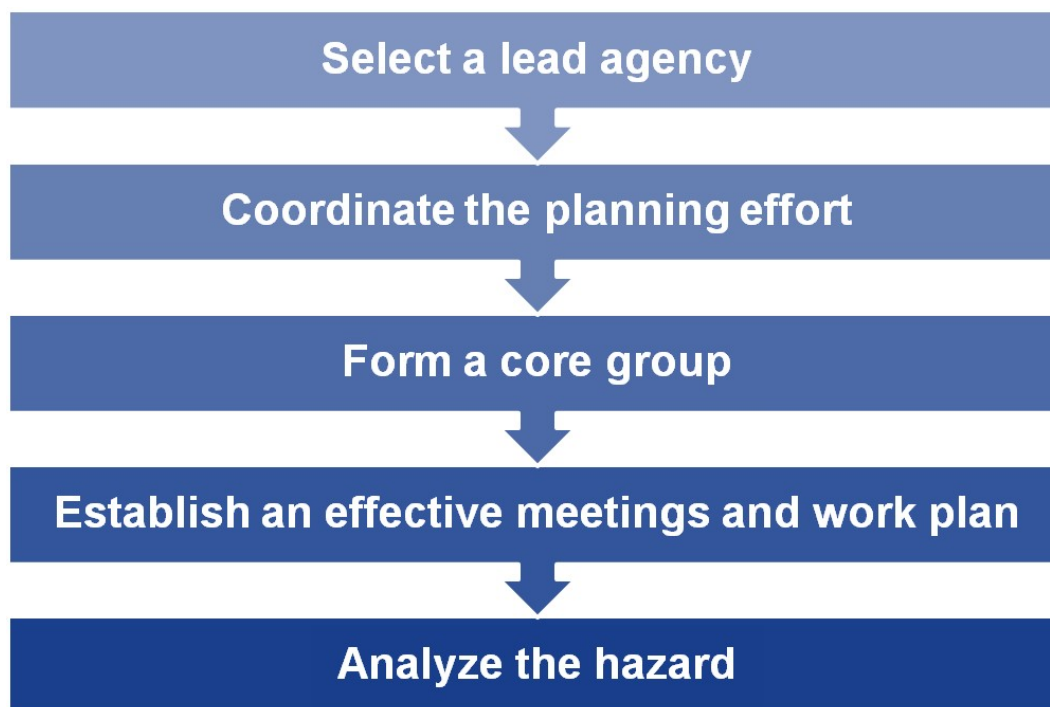 Select a lead agency
Coordinate the planning effort
Form a core group
Establish an effective meetings and work plan
Analyze the hazard